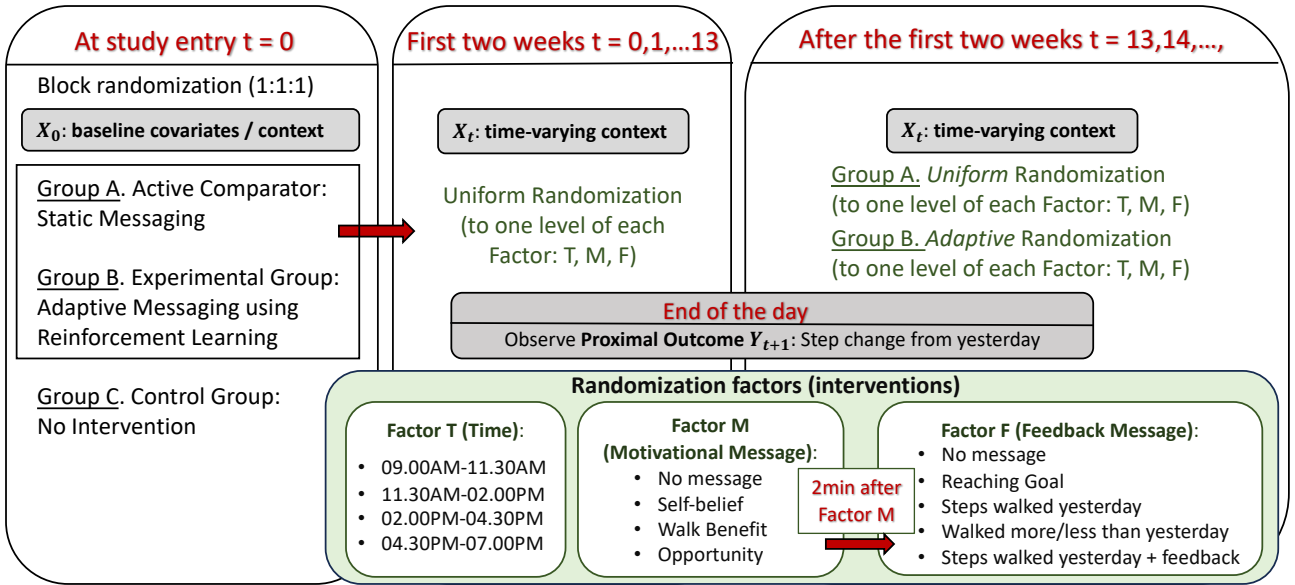 At study entry t = 0
Block randomization (1:1:1)
X₀: baseline covariates / context
Group A. Active Comparator:
Static Messaging
Group B. Experimental Group:
Adaptive Messaging using
Reinforcement Learning
Group C. Control Group:
No Intervention
First two weeks t = 0,1,...13
Xₜ: time-varying context
Uniform Randomization
(to one level of each
Factor: T, M, F)
After the first two weeks t = 13,14,...,
Xₜ: time-varying context
Group A. Uniform Randomization
(to one level of each Factor: T, M, F)
Group B. Adaptive Randomization
(to one level of each Factor: T, M, F)
End of the day
Observe Proximal Outcome Yₜ₊₁: Step change from yesterday
Randomization factors (interventions)
Factor T (Time):
• 09.00AM-11.30AM
• 11.30AM-02.00PM
• 02.00PM-04.30PM
• 04.30PM-07.00PM
Factor M
(Motivational Message):
• No message
• Self-belief
• Walk Benefit
• Opportunity
2min after
Factor M
Factor F (Feedback Message):
• No message
• Reaching Goal
• Steps walked yesterday
• Walked more/less than yesterday
• Steps walked yesterday + feedback